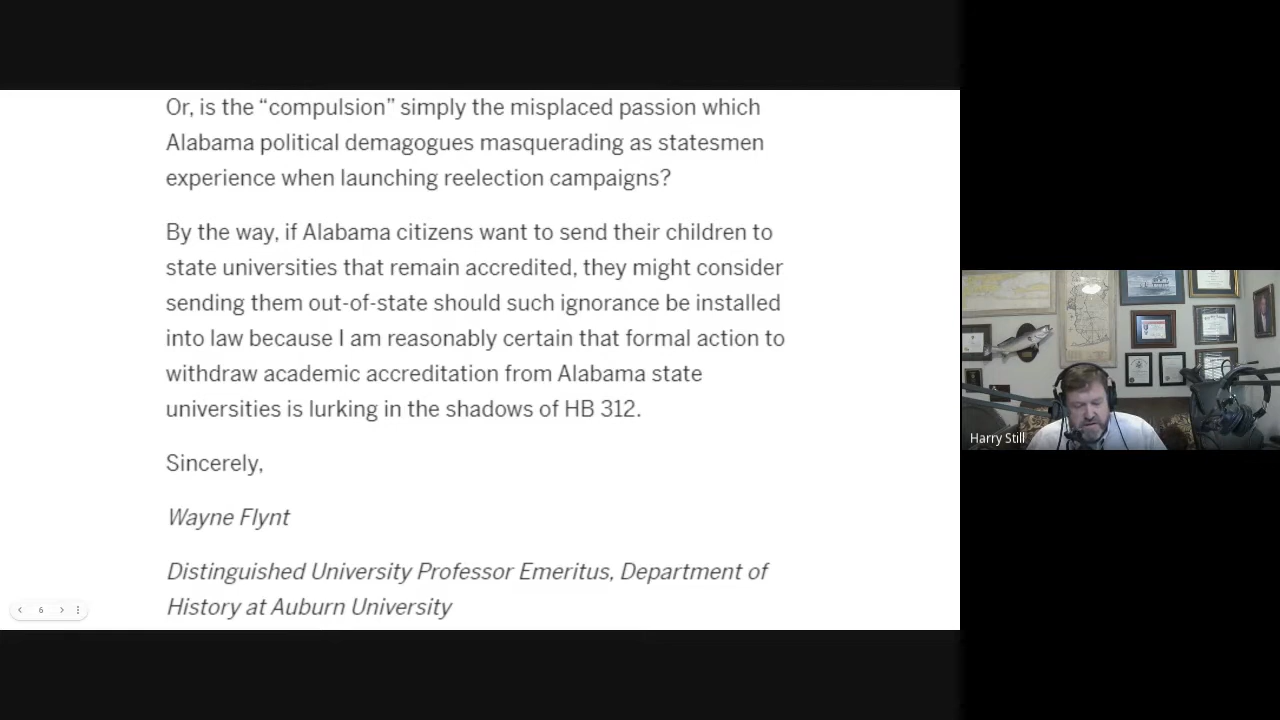 Or, is the “compulsion” simply the misplaced passion which
Alabama political demagogues masquerading as statesmen
experience when launching reelection campaigns?
By the way, if Alabama citizens want to send their children to
state universities that remain accredited, they might consider
sending them out-of-state should such ignorance be installed
into law because I am reasonably certain that formal action to
withdraw academic accreditation from Alabama state
universities is lurking in the shadows of HB 312.
Sincerely,
Wayne Flynt
Distinguished University Professor Emeritus, Department of
History at Auburn University
6
Harry Still